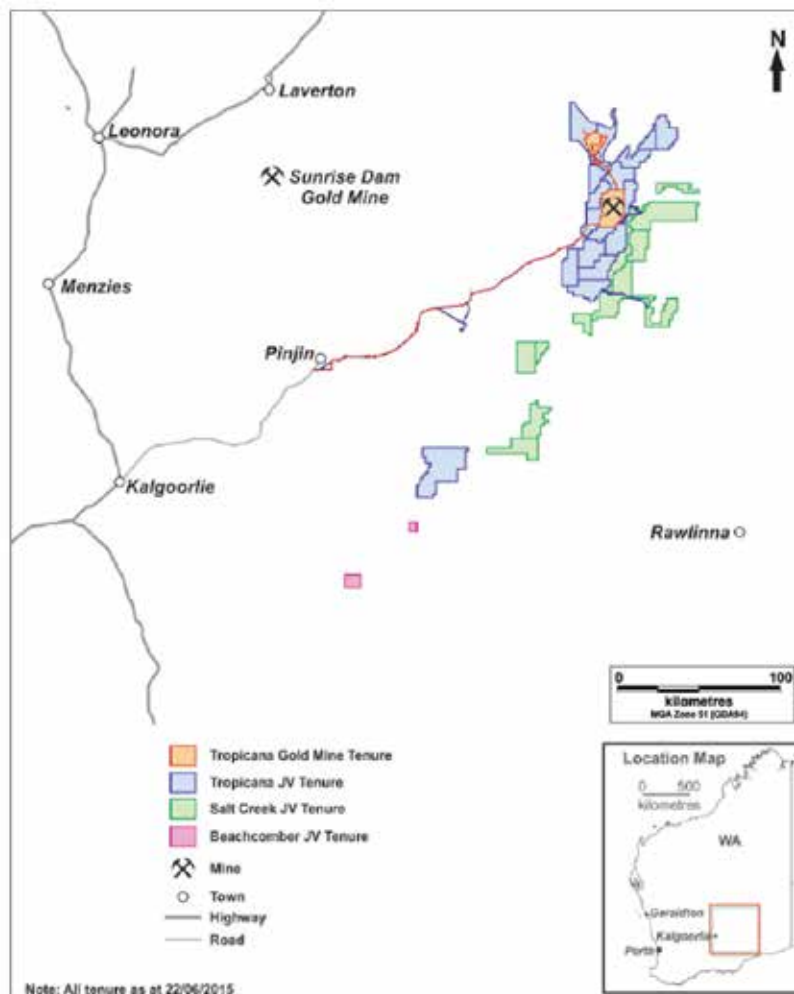 N
Laverton
Leonora
Sunrise Dam
Gold Mine
Menzies
Pinjin
Kalgoorlie
Rawlinna
0 100
kilometres
MGA Zone 51 (GDA94)
Tropicana Gold Mine Tenure
Tropicana JV Tenure
Salt Creek JV Tenure
Beachcomber JV Tenure
Mine
Town
Highway
Road
Location Map
0 500
kilometres
WA
Geraldton
Kalgoorlie
Perth
Note: All tenure as at 22/06/2015